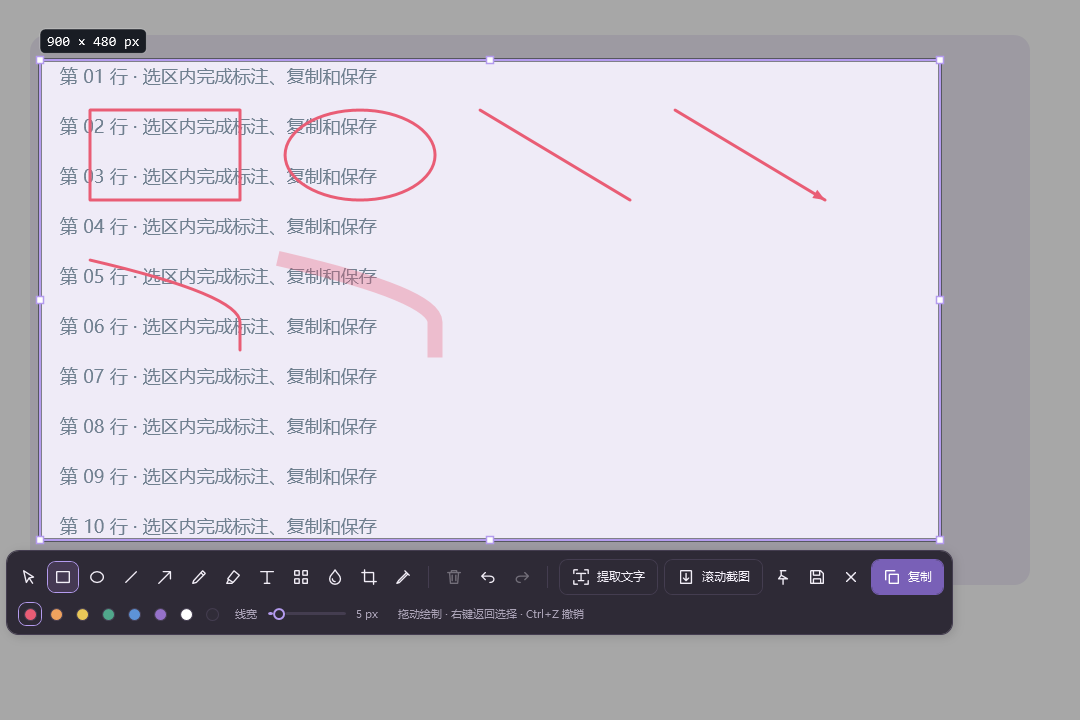 900 × 480 px
第 01 行 · 选区内完成标注、复制和保存
第 02 行 · 选区内完成标注、复制和保存
第 03 行 · 选区内完成标注、复制和保存
第 04 行 · 选区内完成标注、复制和保存
第 05 行 · 选区内完成标注、复制和保存
第 06 行 · 选区内完成标注、复制和保存
第 07 行 · 选区内完成标注、复制和保存
第 08 行 · 选区内完成标注、复制和保存
第 09 行 · 选区内完成标注、复制和保存
第 10 行 · 选区内完成标注、复制和保存
提取文字 滚动截图 复制
线宽 5 px 拖动绘制 · 右键返回选择 · Ctrl+Z 撤销